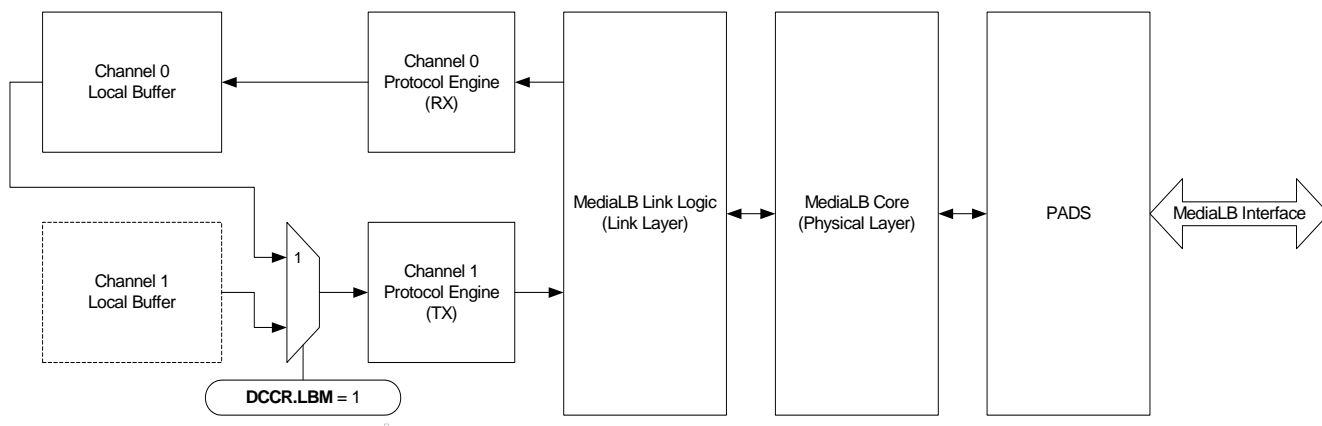 Channel 0
Local Buffer
Channel 0
Protocol Engine
(RX)
MediaLB Link Logic
(Link Layer)
MediaLB Core
(Physical Layer)
PADS
MediaLB Interface
Channel 1
Local Buffer
1
Channel 1
Protocol Engine
(TX)
DCCR.LBM = 1